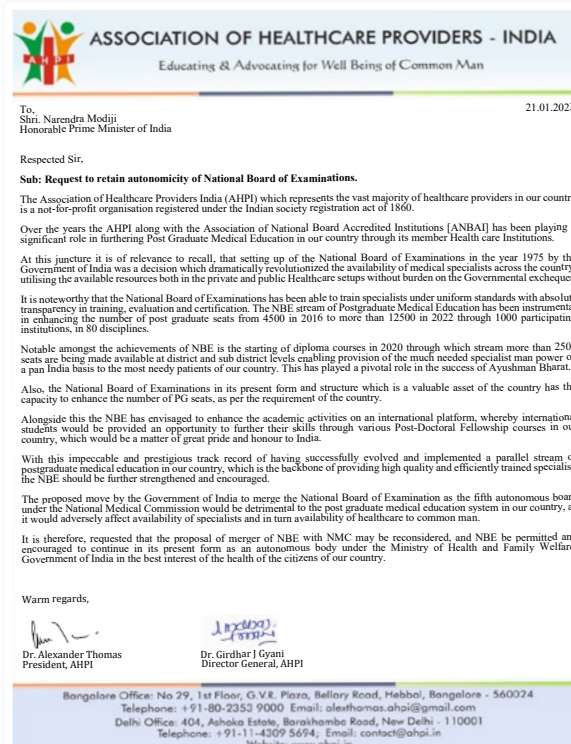 ASSOCIATION OF HEALTHCARE PROVIDERS - INDIA
AHPI
Educating & Advocating for Well Being of Common Man
To,
21.01.202
Shri. Narendra Modiji
Honorable Prime Minister of India
Respected Sir,
Sub: Request to retain autonomicity of National Board of Examinations.
The Association of Healthcare Providers India (AHPI) which represents the vast majority of healthcare providers in our countr
is a not-for-profit organisation registered under the Indian society registration act of 1860.
Over the years the AHPI along with the Association of National Board Accredited Institutions [ANBAI] has been playing
significant role in furthering Post Graduate Medical Education in our country through its member Health care Institutions.
At this juncture it is of relevance to recall, that setting up of the National Board of Examinations in the year 1975 by th
Government of India was a decision which dramatically revolutionized the availability of medical specialists across the country
utilising the available resources both in the private and public Healthcare setups without burden on the Governmental excheque
It is noteworthy that the National Board of Examinations has been able to train specialists under uniform standards with absolut
transparency in training, evaluation and certification. The NBE stream of Postgraduate Medical Education has been instrumenta
in enhancing the number of post graduate seats from 4500 in 2016 to more than 12500 in 2022 through 1000 participatin
institutions, in 80 disciplines.
Notable amongst the achievements of NBE is the starting of diploma courses in 2020 through which stream more than 250
seats are being made available at district and sub district levels enabling provision of the much needed specialist man power o
a pan India basis to the most needy patients of our country. This has played a pivotal role in the success of Ayushman Bharat.
Also, the National Board of Examinations in its present form and structure which is a valuable asset of the country has th
capacity to enhance the number of PG seats, as per the requirement of the country.
Alongside this the NBE has envisaged to enhance the academic activities on an international platform, whereby internationa
students would be provided an opportunity to further their skills through various Post-Doctoral Fellowship courses in ou
country, which would be a matter of great pride and honour to India.
With this impeccable and prestigious track record of having successfully evolved and implemented a parallel stream o
postgraduate medical education in our country, which is the backbone of providing high quality and efficiently trained specialis
the NBE should be further strengthened and encouraged.
The proposed move by the Government of India to merge the National Board of Examination as the fifth autonomous boar
under the National Medical Commission would be detrimental to the post graduate medical education system in our country, a
it would adversely affect availability of specialists and in turn availability of healthcare to common man.
It is therefore, requested that the proposal of merger of NBE with NMC may be reconsidered, and NBE be permitted an
encouraged to continue in its present form as an autonomous body under the Ministry of Health and Family Welfar
Government of India in the best interest of the health of the citizens of our country.
Warm regards,
Dr. Alexander Thomas
President, AHPI
Dr. Girdhar J Gyani
Director General, AHPI
Bangalore Office: No 29, 1st Floor, G.V.R. Plaza, Bellary Road, Hebbal, Bangalore - 560024
Telephone: +91-80-2353 9000 Email: alexthomas.ahpi@gmail.com
Delhi Office: 404, Ashoka Estate, Barakhamba Road, New Delhi - 110001
Telephone: +91-11-4309 5694; Email: contact@ahpi.in
Website: www.ahpi.in